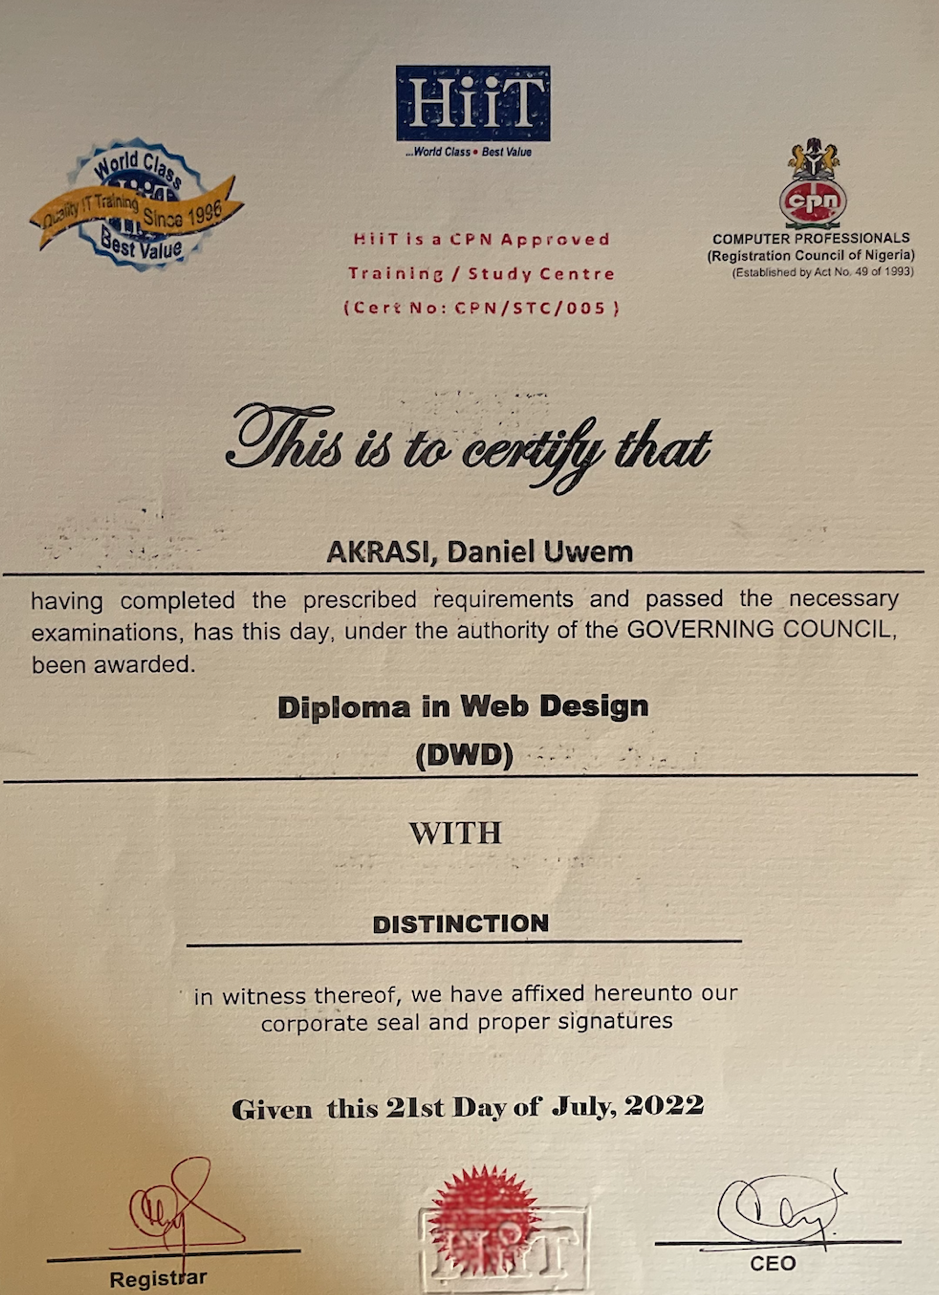 HiiT
...World Class • Best Value
World Class
HiiT
Quality IT Training Since 1996
Best Value
cpn
COMPUTER PROFESSIONALS
(Registration Council of Nigeria)
(Established by Act No. 49 of 1993)
HiiT is a CPN Approved
Training / Study Centre
(Cert No: CPN/STC/005 )
This is to certify that
AKRASI, Daniel Uwem
having completed the prescribed requirements and passed the necessary
examinations, has this day, under the authority of the GOVERNING COUNCIL,
been awarded.
Diploma in Web Design
(DWD)
WITH
DISTINCTION
in witness thereof, we have affixed hereunto our
corporate seal and proper signatures
Given this 21st Day of July, 2022
HiiT
Registrar
CEO